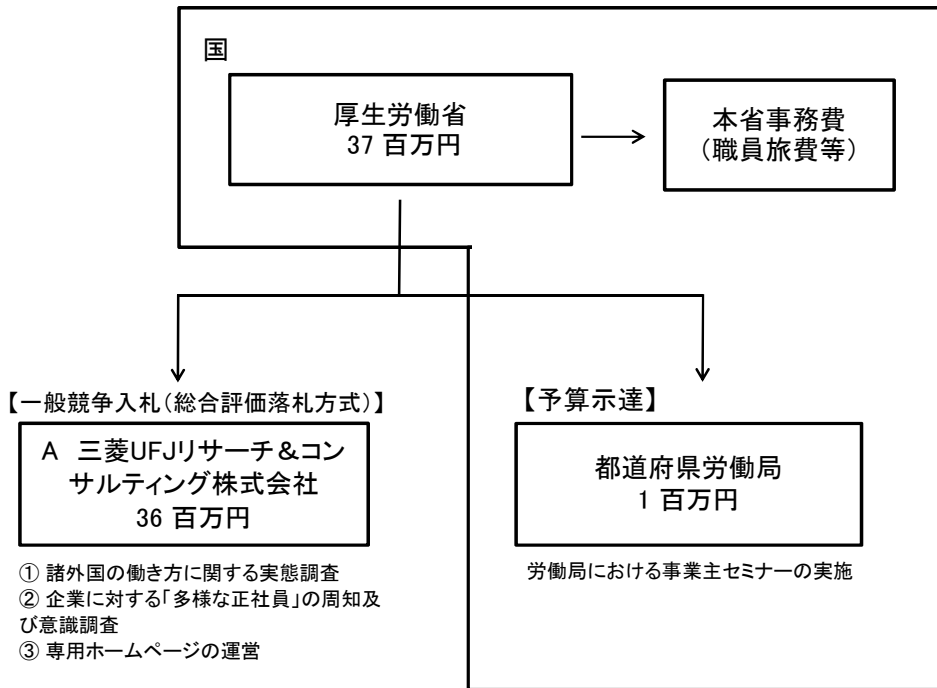 国
厚生労働省
37 百万円
本省事務費
（職員旅費等）
【一般競争入札（総合評価落札方式）】
A　三菱UFJリサーチ＆コン
サルティング株式会社
36 百万円
① 諸外国の働き方に関する実態調査
② 企業に対する「多様な正社員」の周知及
び意識調査
③ 専用ホームページの運営
【予算示達】
都道府県労働局
1 百万円
労働局における事業主セミナーの実施